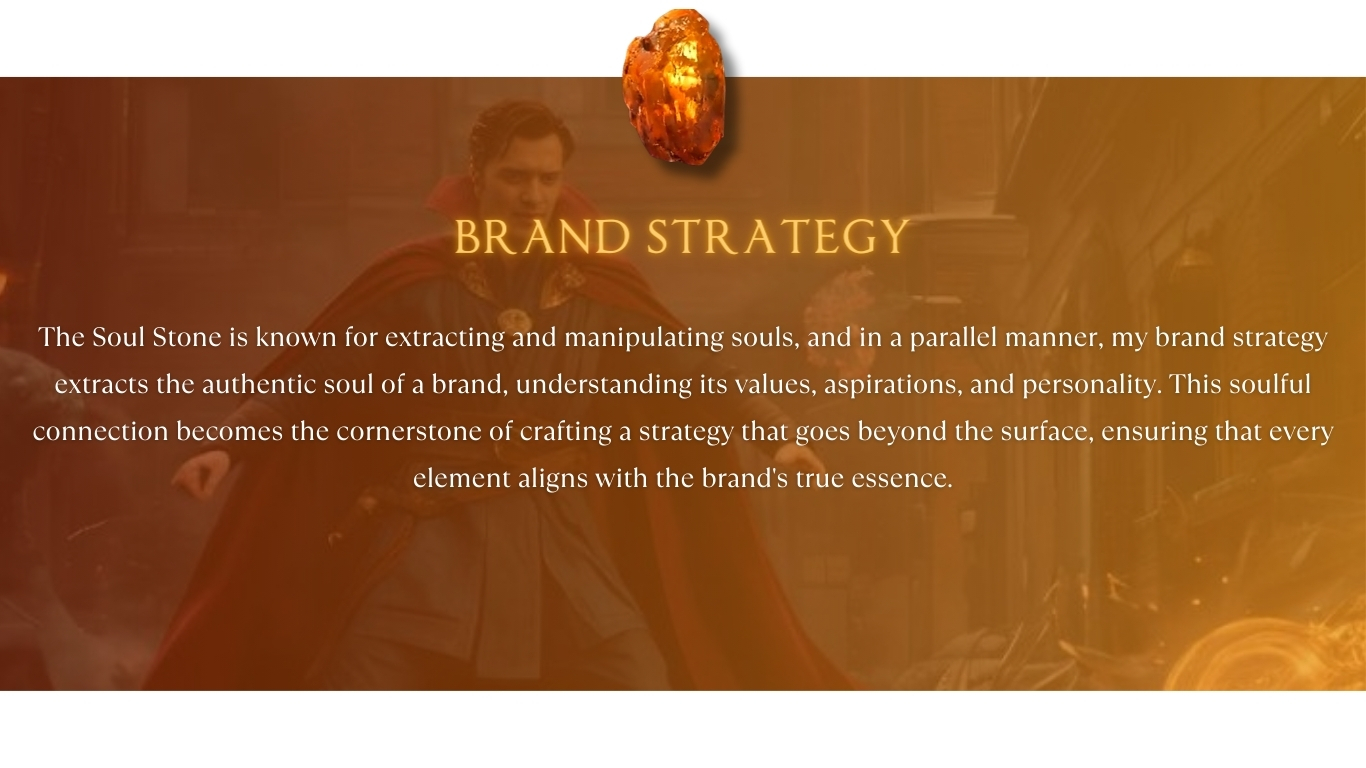 BRAND STRATEGY
The Soul Stone is known for extracting and manipulating souls, and in a parallel manner, my brand strategy
extracts the authentic soul of a brand, understanding its values, aspirations, and personality. This soulful
connection becomes the cornerstone of crafting a strategy that goes beyond the surface, ensuring that every
element aligns with the brand's true essence.